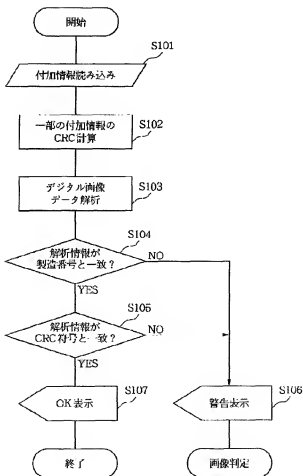 開始
S101
付加情報読み込み
一部の付加情報の
CRC計算
S102
デジタル画像
データ解析
S103
S104
解析情報が
製造番号と一致?
NO
YES
S105
解析情報が
CRC符号と一致?
NO
YES
S107
OK表示
S106
警告表示
終了
画像判定